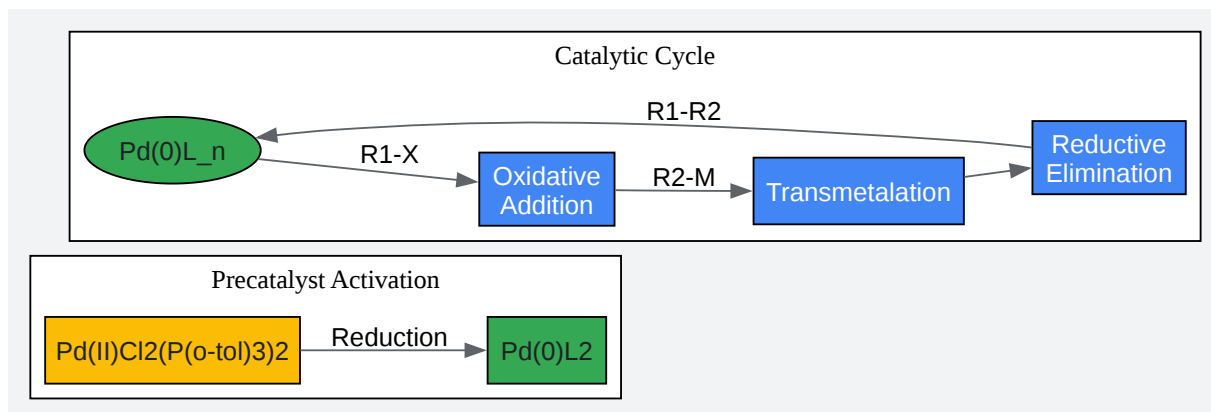 Catalytic Cycle
R1-R2
Pd(0)L_n
R1-X
Oxidative
Addition
R2-M
Transmetalation
Reductive
Elimination
Precatalyst Activation
Pd(II)Cl2(P(o-tol)3)2
Reduction
Pd(0)L2